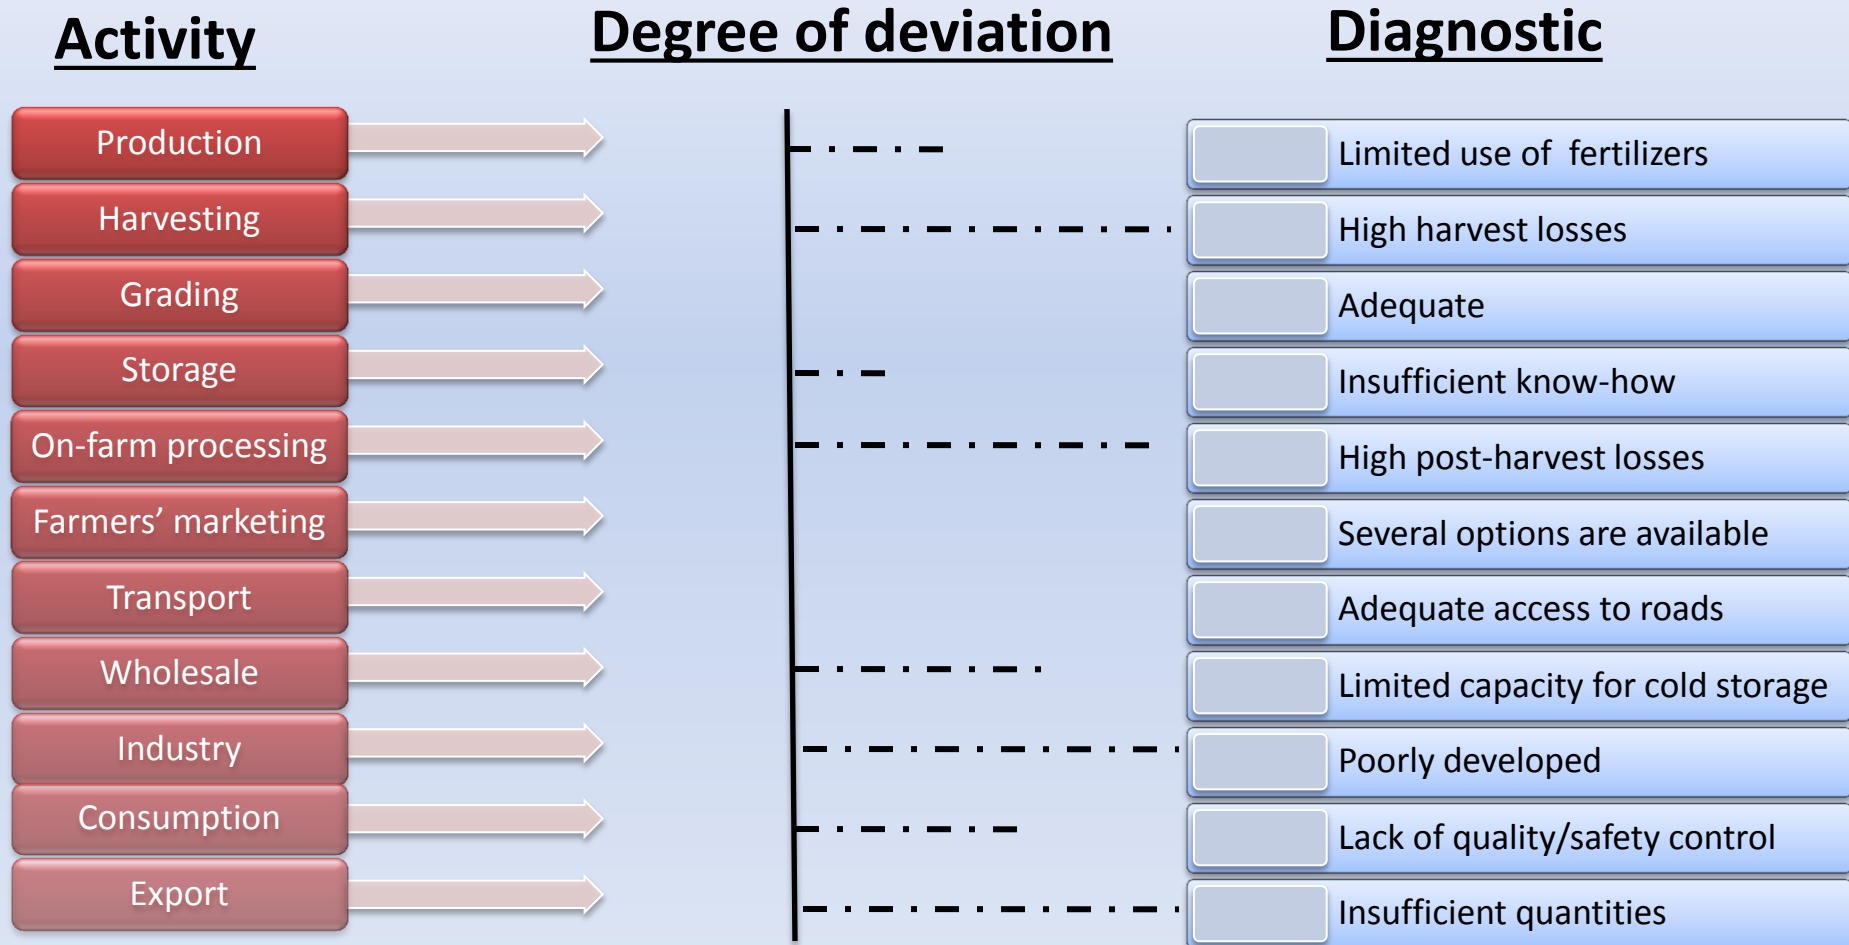 Activity
Degree of deviation
Diagnostic
Production
Limited use of fertilizers
Harvesting
High harvest losses
Grading
Adequate
Storage
Insufficient know-how
On-farm processing
High post-harvest losses
Farmers’ marketing
Several options are available
Transport
Adequate access to roads
Wholesale
Limited capacity for cold storage
Industry
Poorly developed
Consumption
Lack of quality/safety control
Export
Insufficient quantities